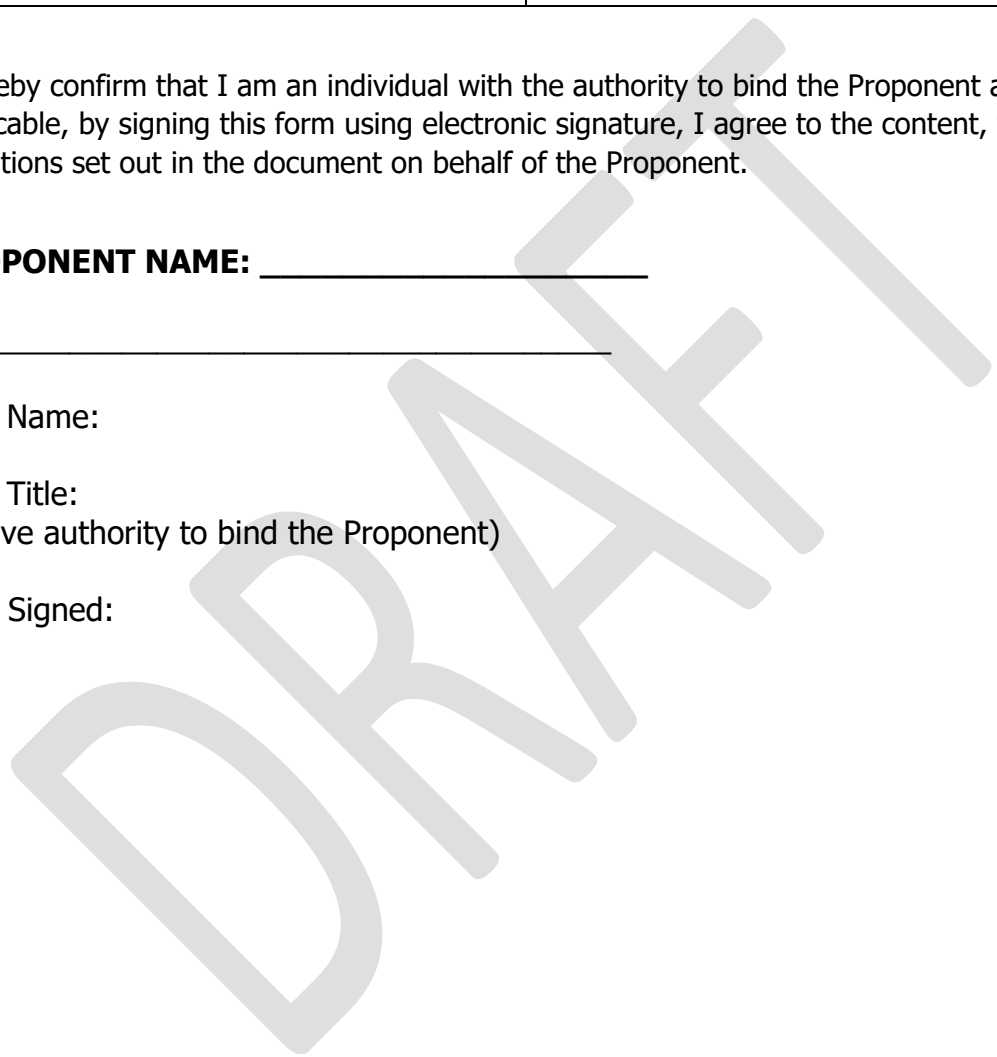 eby confirm that I am an individual with the authority to bind the Proponent a
cable, by signing this form using electronic signature, I agree to the content,
tions set out in the document on behalf of the Proponent.
PONENT NAME: ____________________
Name:
Title:
ve authority to bind the Proponent)
Signed:
DRAFT